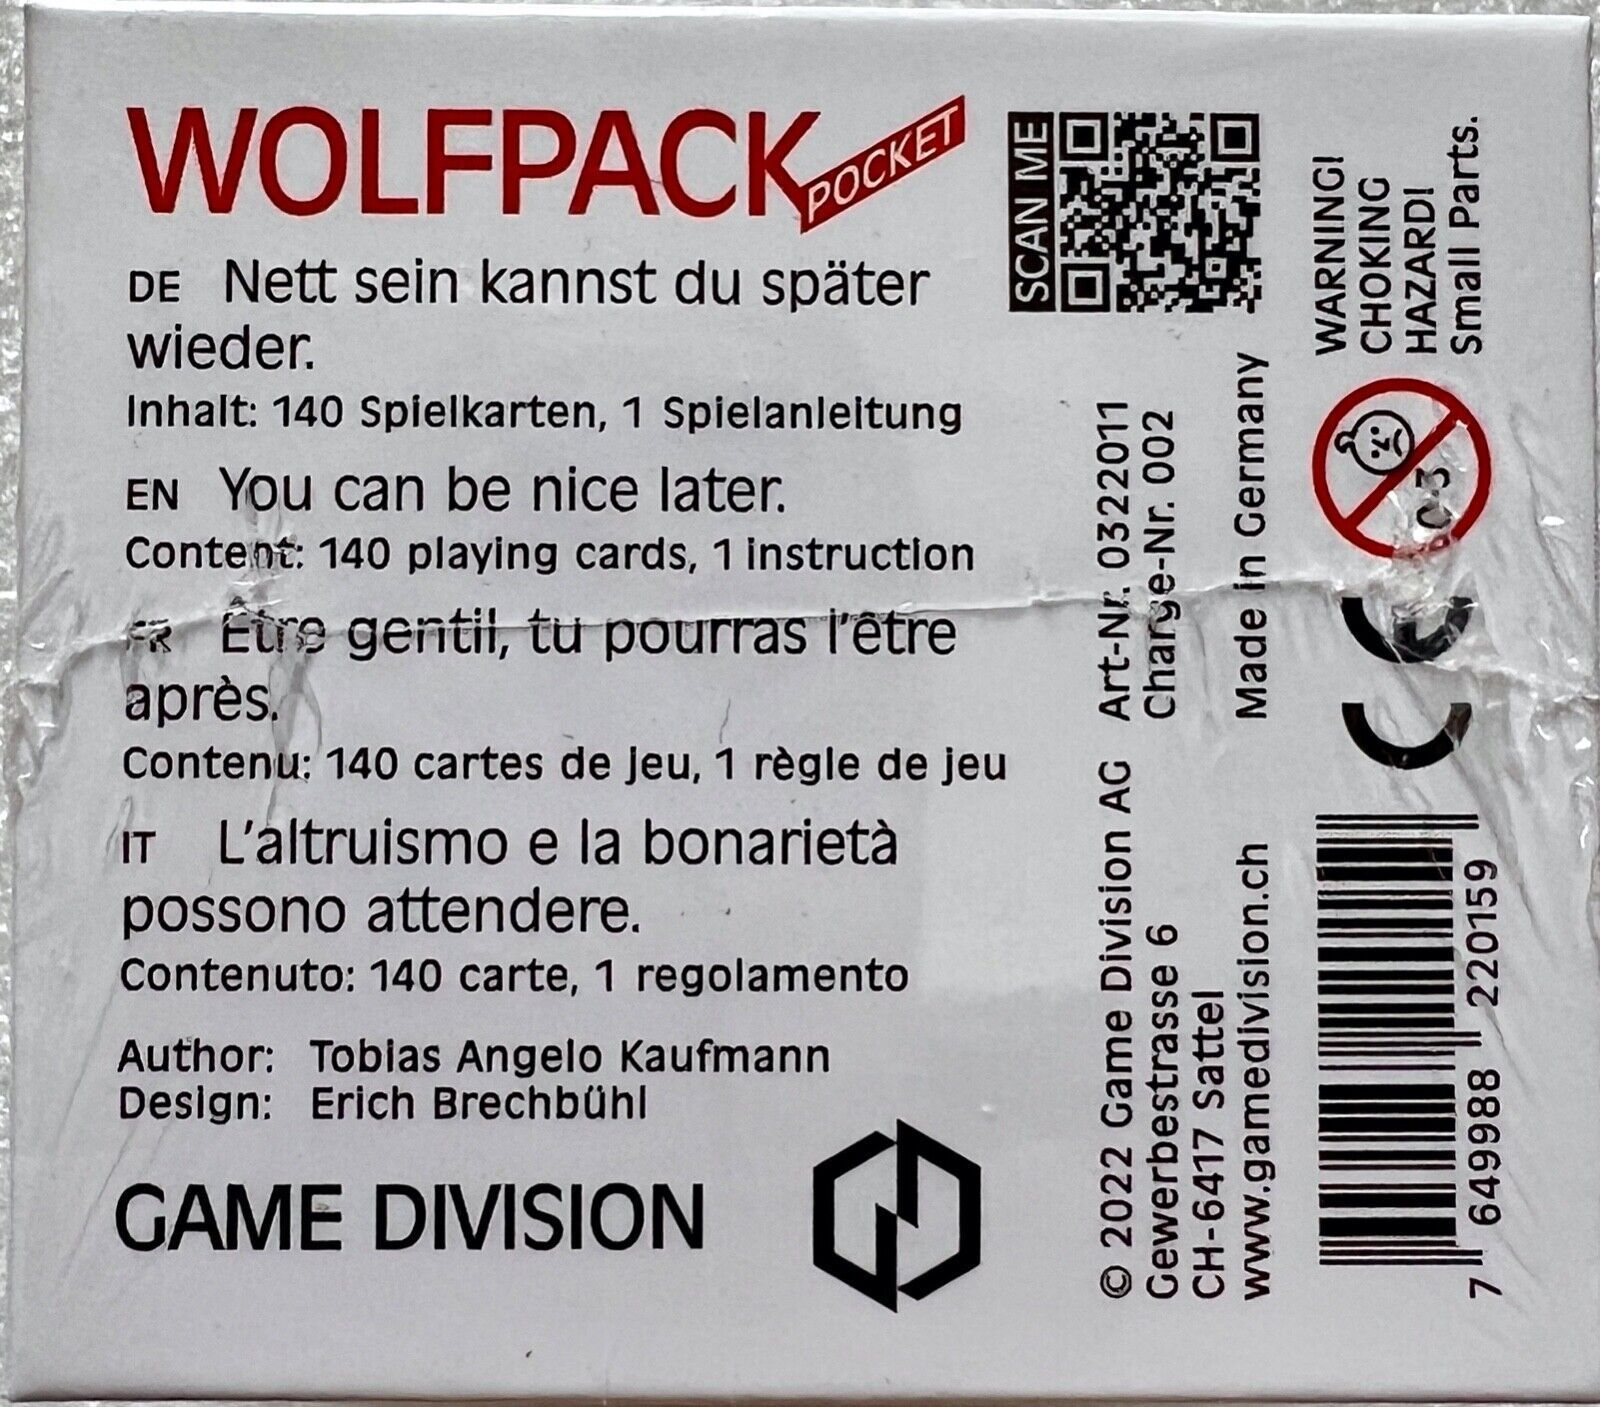 WOLFPACK
POCKET
DE Nett sein kannst du später
wieder.
Inhalt: 140 Spielkarten, 1 Spielanleitung
EN You can be nice later.
Content: 140 playing cards, 1 instruction
FR Être gentil, tu pourras l'être
après.
Contenu: 140 cartes de jeu, 1 règle de jeu
IT L'altruismo e la bonarietà
possono attendere.
Contenuto: 140 carte, 1 regolamento
Author: Tobias Angelo Kaufmann
Design: Erich Brechbühl
GAME DIVISION
SCAN ME
© 2022 Game Division AG
Gewerbestrasse 6
CH-6417 Sattel
www.gamedivision.ch
Art-Nr. 0322011
Charge-Nr. 002
Made in Germany
WARNING!
CHOKING
HAZARD!
Small Parts.
0-3
CE
7 649988 220159